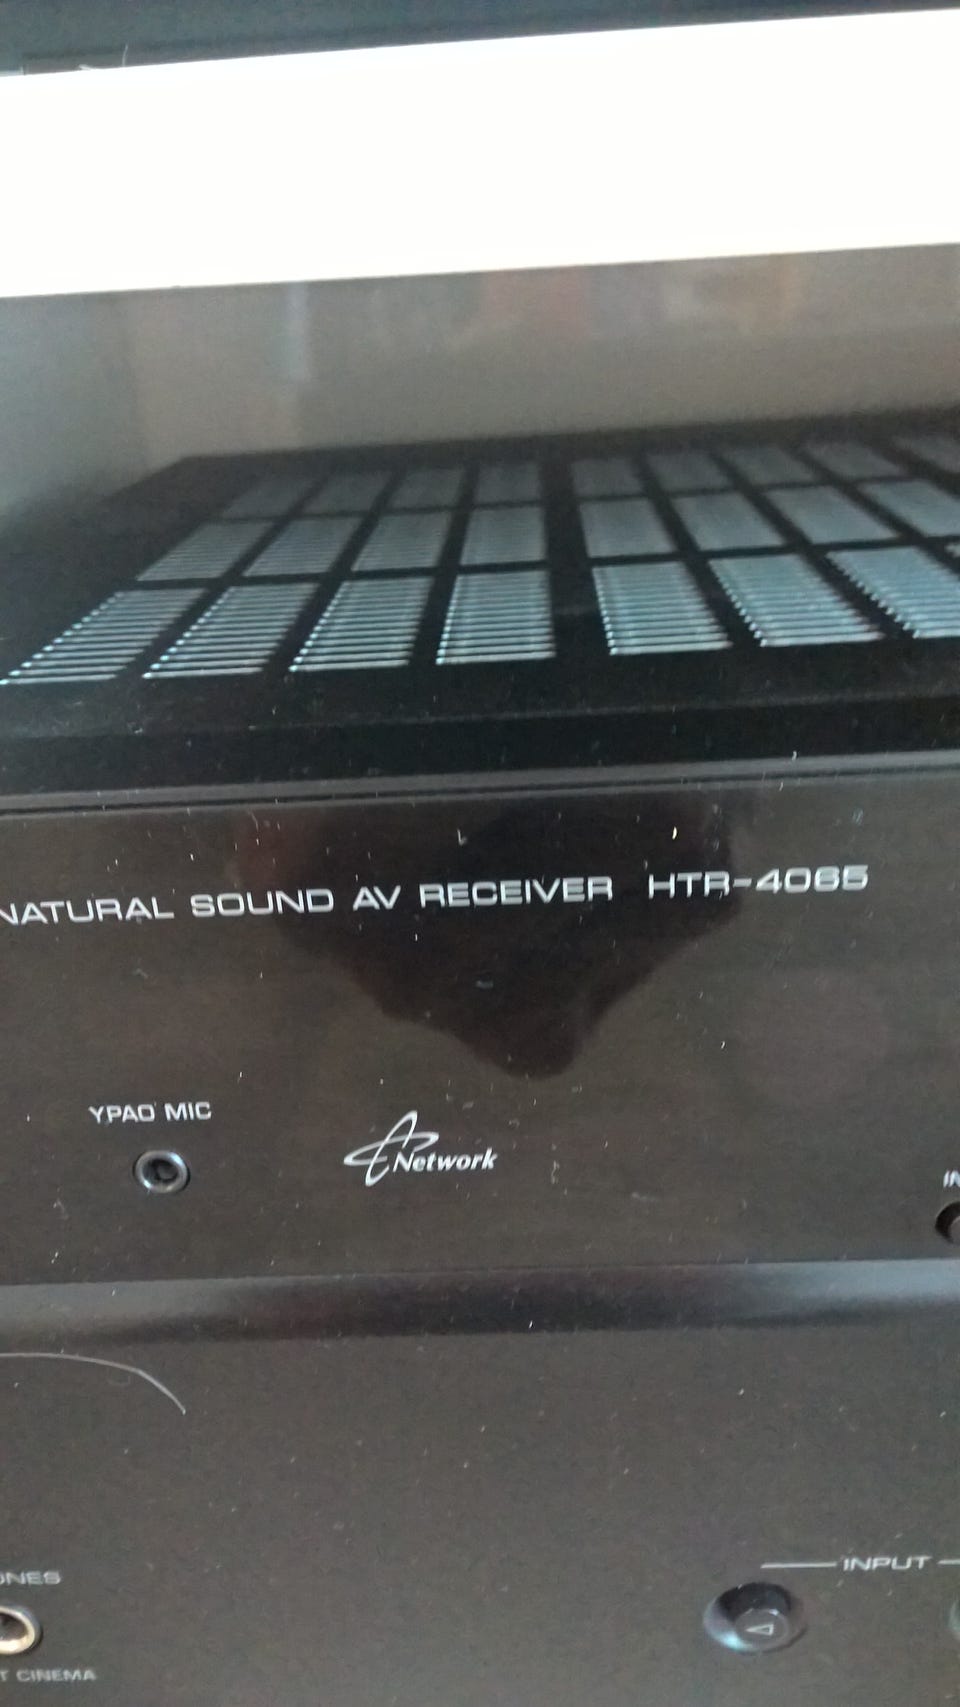 NATURAL SOUND AV RECEIVER HTR-4065
YPAO MIC
Network
INPUT
CINEMA